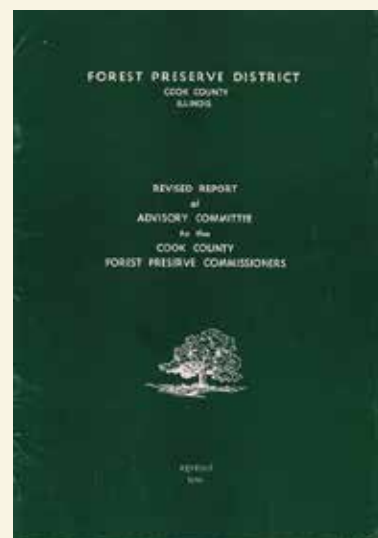 FOREST PRESERVE DISTRICT
COOK COUNTY
ILLINOIS
REVISED REPORT
of
ADVISORY COMMITTEE
to the
COOK COUNTY
FOREST PRESERVE COMMISSIONERS